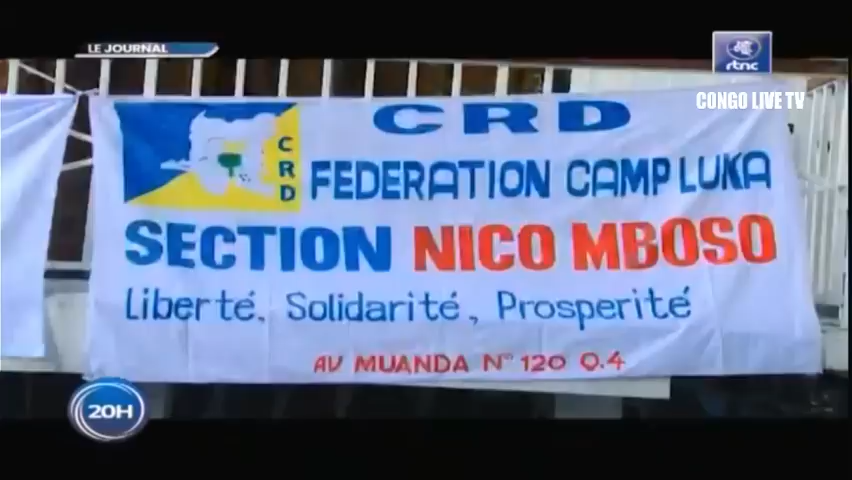 LE JOURNAL
rtnc
CONGO LIVE TV
CRD
CRD
FEDERATION CAMP LUKA
SECTION NICO MBOSO
Liberté, Solidarité, Prosperité
AV MUANDA N° 120 Q.4
20H